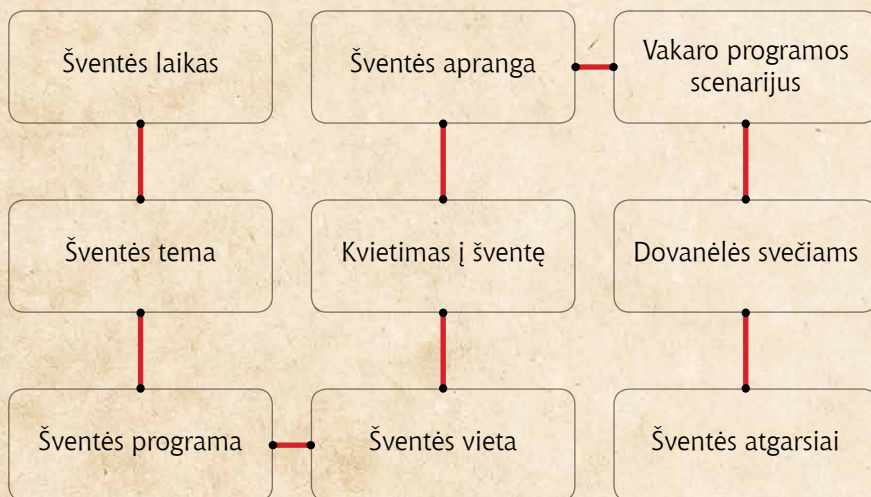 Šventės laikas
Šventės apranga
Vakaro programos
scenarijus
Šventės tema
Kvietimas į šventę
Dovanėlės svečiams
Šventės programa
Šventės vieta
Šventės atgarsiai